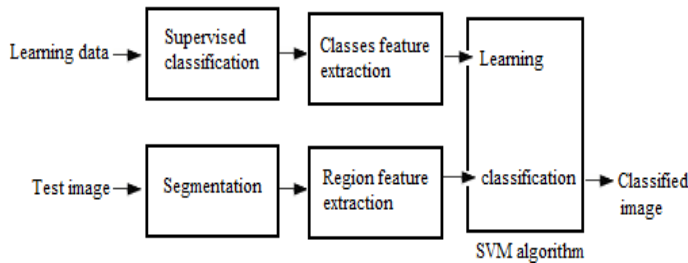 Learning data
Supervised
classification
Classes feature
extraction
Learning
Test image
Segmentation
Region feature
extraction
classification
Classified
image
SVM algorithm